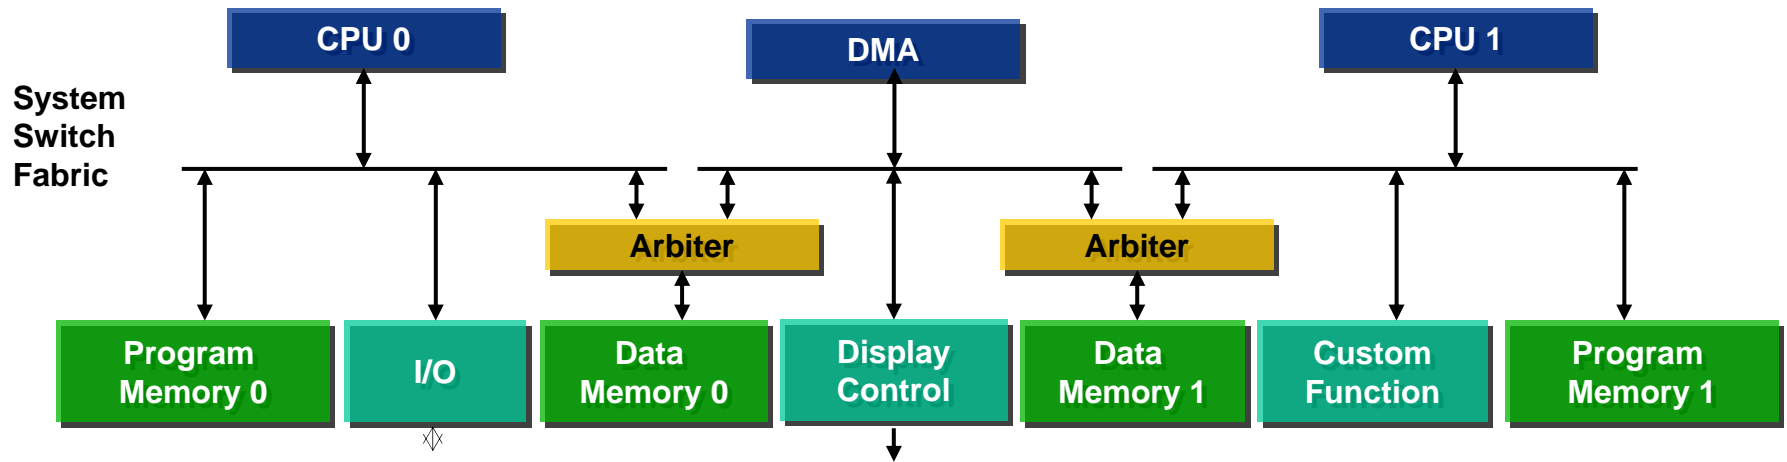 CPU 0
DMA
CPU 1
System
Switch
Fabric
Arbiter
Arbiter
Program
Memory 0
I/O
Data
Memory 0
Display
Control
Data
Memory 1
Custom
Function
Program
Memory 1